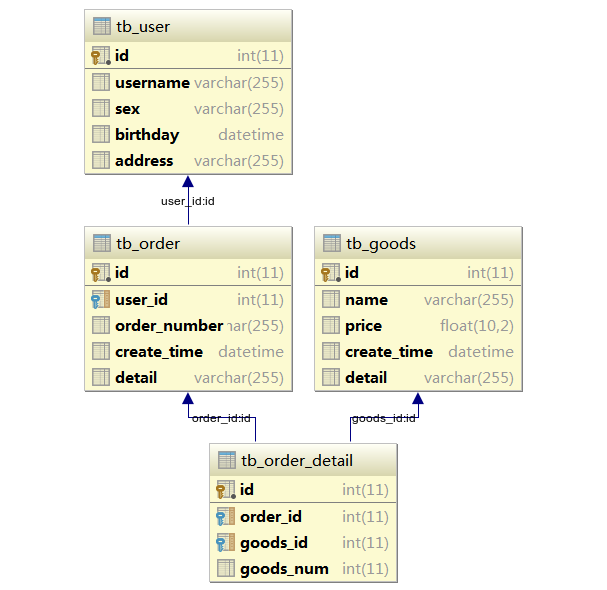 tb_user
id int(11)
username varchar(255)
sex varchar(255)
birthday datetime
address varchar(255)
user_id:id
tb_order
id int(11)
user_id int(11)
order_number har(255)
create_time datetime
detail varchar(255)
tb_goods
id int(11)
name varchar(255)
price float(10,2)
create_time datetime
detail varchar(255)
order_id:id
goods_id:id
tb_order_detail
id int(11)
order_id int(11)
goods_id int(11)
goods_num int(11)